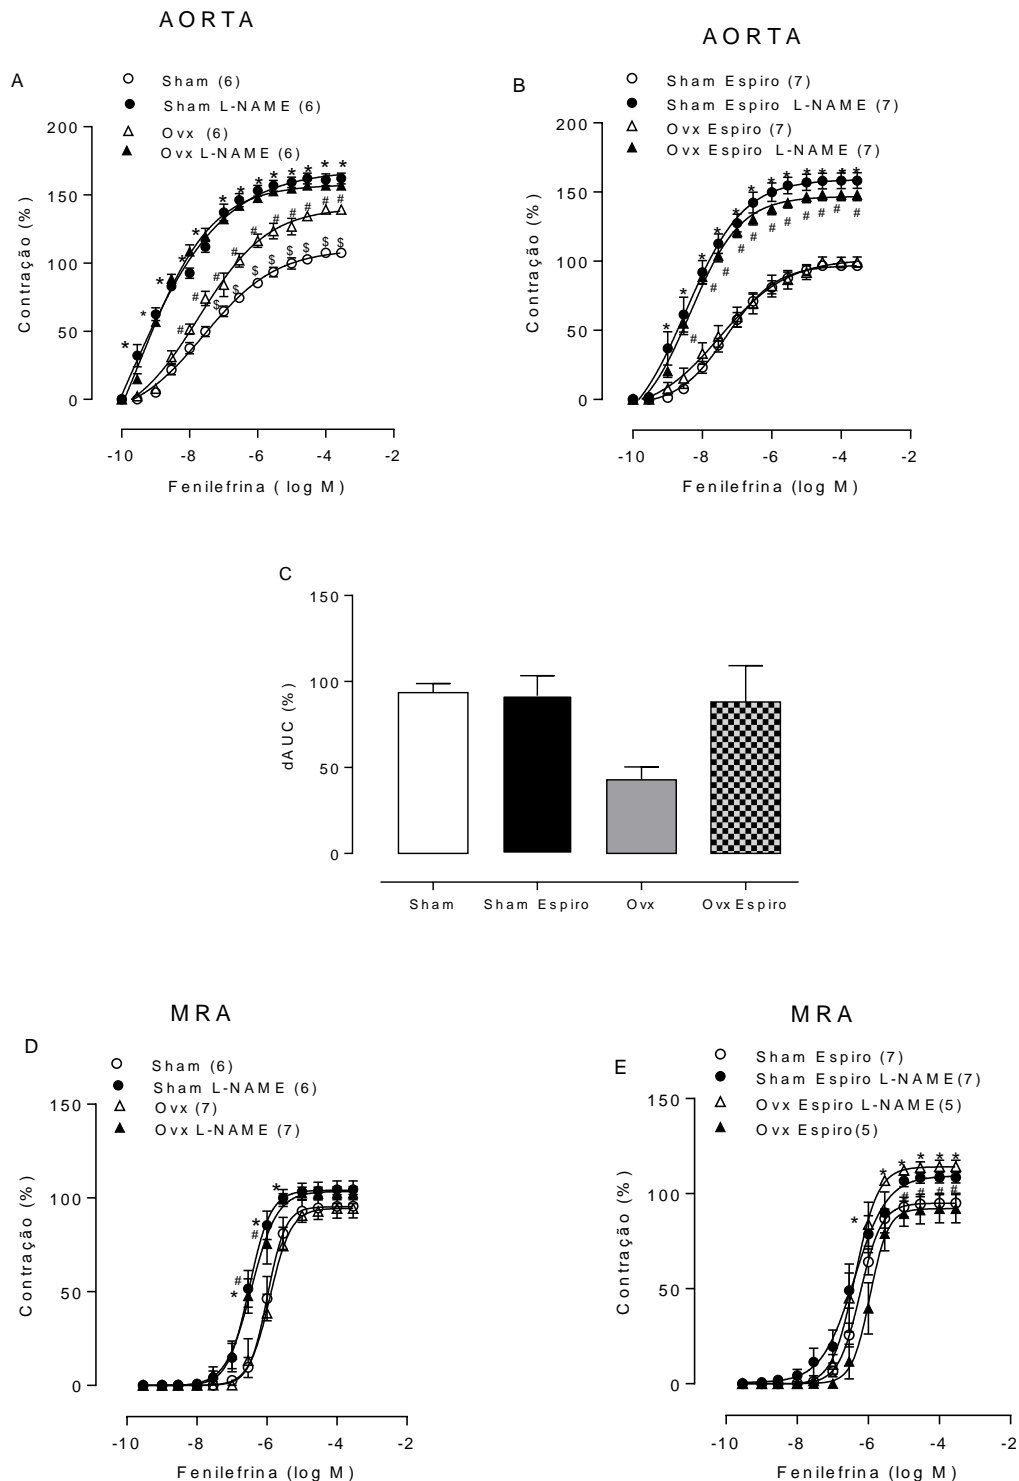 AORTA
A
Sham (6)
Sham L-NAME (6)
Ovx (6)
Ovx L-NAME (6)
Contração (%)
200
150
100
50
0
-10 -8 -6 -4 -2
Fenilefrina ( log M)
AORTA
B
Sham Espiro (7)
Sham Espiro L-NAME (7)
Ovx Espiro (7)
Ovx Espiro L-NAME (7)
Contração (%)
200
150
100
50
0
-10 -8 -6 -4 -2
Fenilefrina (log M)
C
dAUC (%)
150
100
50
0
Sham Sham Espiro Ovx Ovx Espiro
MRA
D
Sham (6)
Sham L-NAME (6)
Ovx (7)
Ovx L-NAME (7)
Contração (%)
150
100
50
0
-10 -8 -6 -4 -2
Fenilefrina (log M)
MRA
E
Sham Espiro (7)
Sham Espiro L-NAME(7)
Ovx Espiro L-NAME(5)
Ovx Espiro(5)
Contração (%)
150
100
50
0
-10 -8 -6 -4 -2
Fenilefrina (log M)